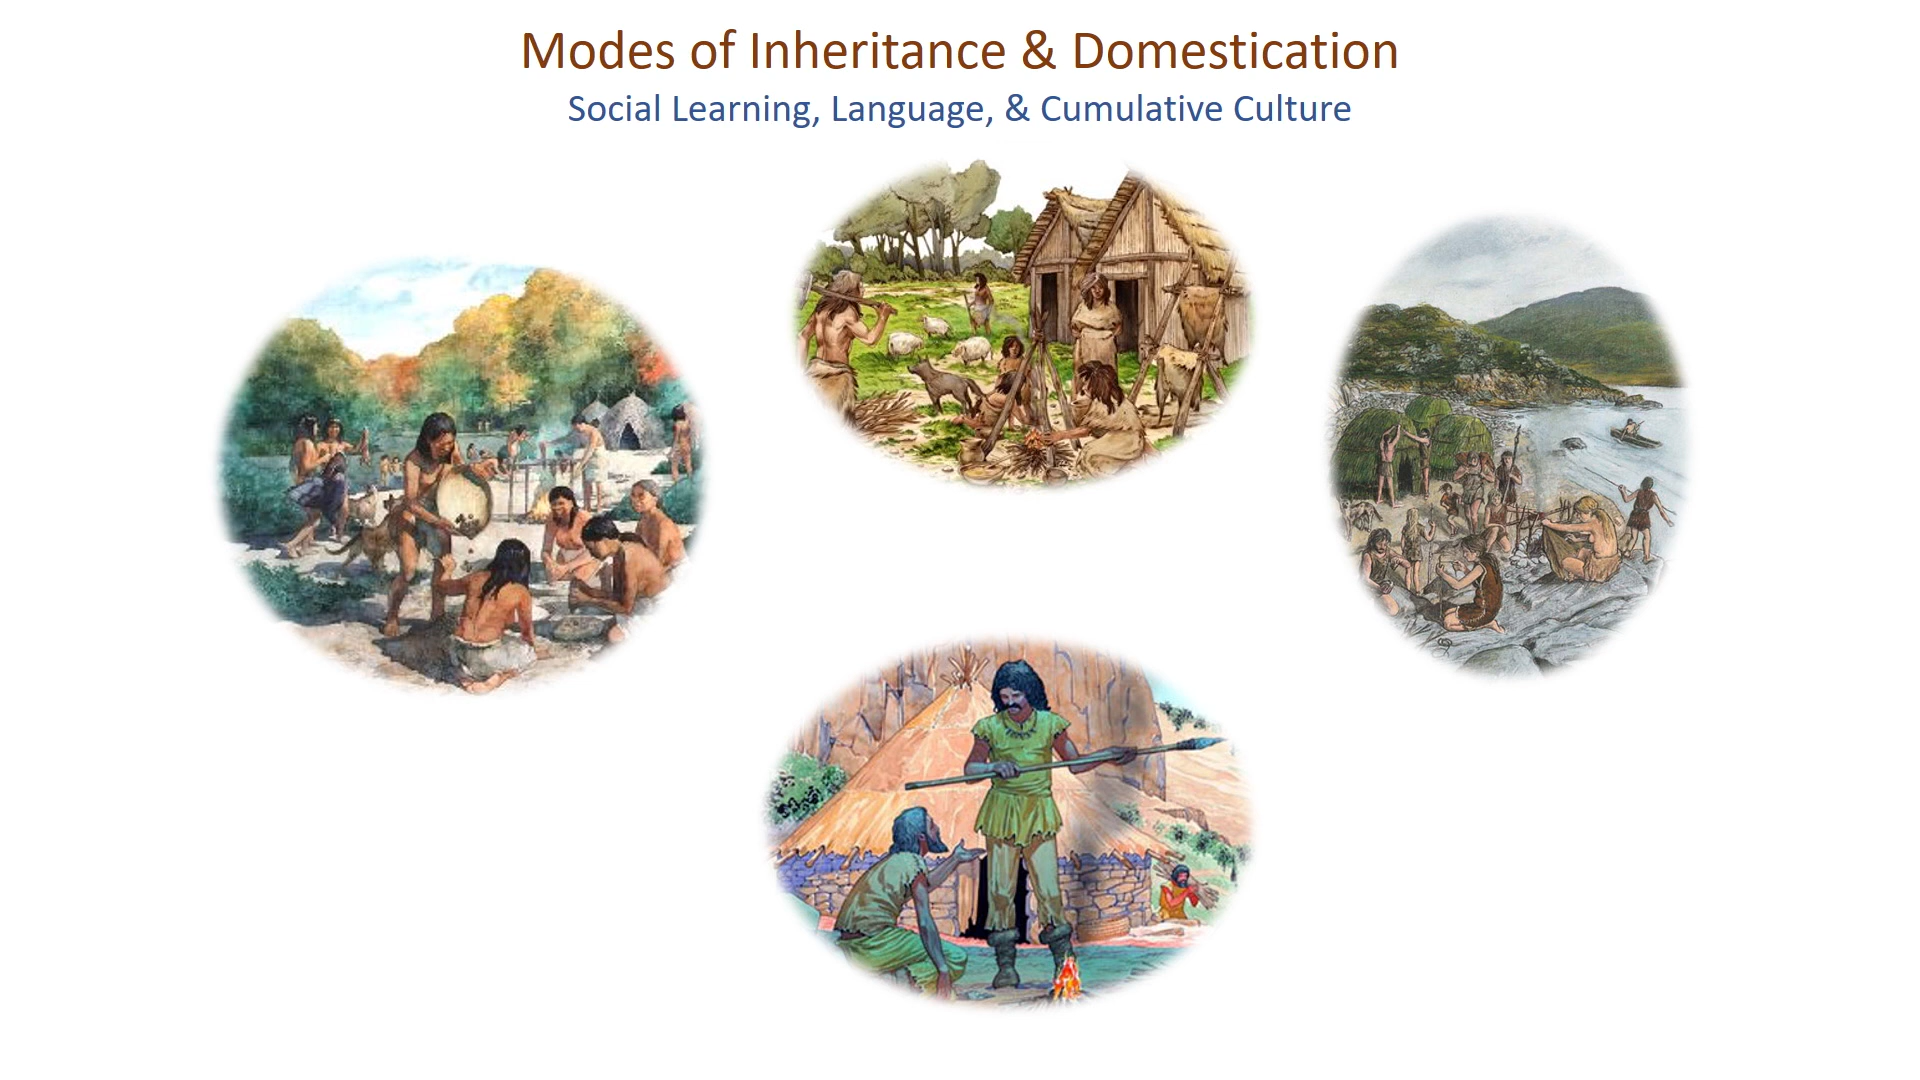 Modes of Inheritance & Domestication
Social Learning, Language, & Cumulative Culture